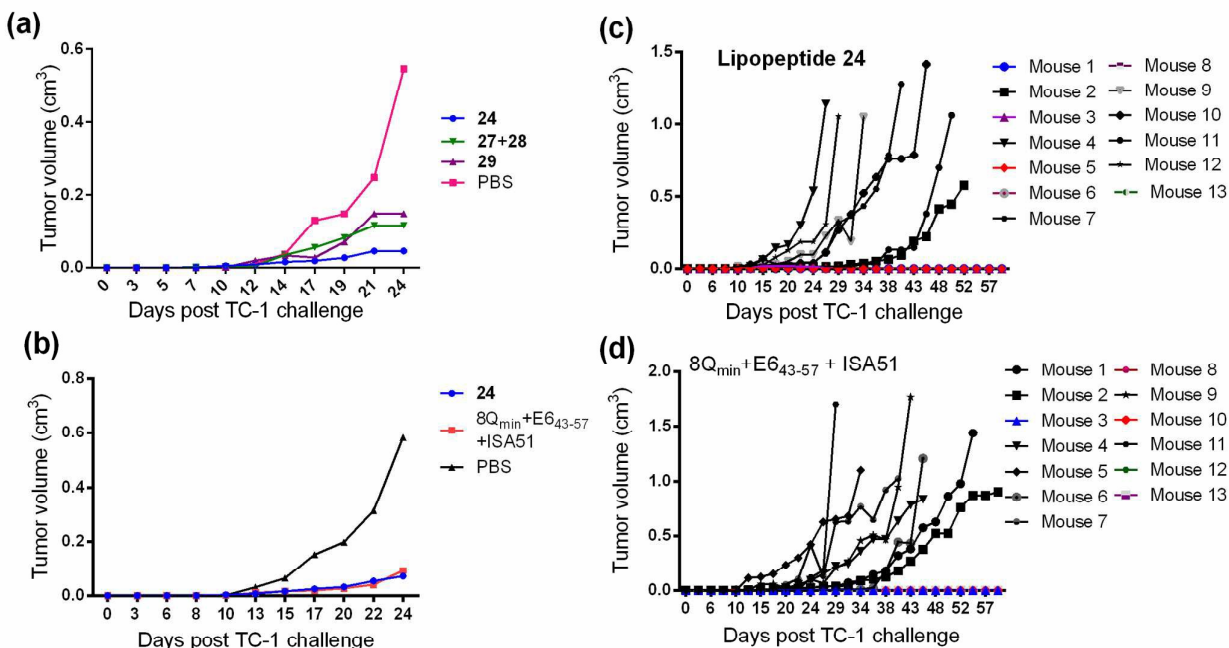 (a)
Tumor volume (cm³)
0.6
0.4
0.2
0.0
0 3 5 7 10 12 14 17 19 21 24
Days post TC-1 challenge
24
27+28
29
PBS
(b)
Tumor volume (cm³)
0.8
0.6
0.4
0.2
0.0
0 3 6 8 10 13 15 17 20 22 24
Days post TC-1 challenge
24
8Qmin+E643-57
+ISA51
PBS
(c)
Lipopeptide 24
Tumor volume (cm³)
1.5
1.0
0.5
0.0
0 6 10 15 20 24 29 34 38 43 48 52 57
Days post TC-1 challenge
Mouse 1
Mouse 2
Mouse 3
Mouse 4
Mouse 5
Mouse 6
Mouse 7
Mouse 8
Mouse 9
Mouse 10
Mouse 11
Mouse 12
Mouse 13
(d)
8Qmin+E643-57 + ISA51
Tumor volume (cm³)
2.0
1.5
1.0
0.5
0.0
0 6 10 15 20 24 29 34 38 43 48 52 57
Days post TC-1 challenge
Mouse 1
Mouse 2
Mouse 3
Mouse 4
Mouse 5
Mouse 6
Mouse 7
Mouse 8
Mouse 9
Mouse 10
Mouse 11
Mouse 12
Mouse 13